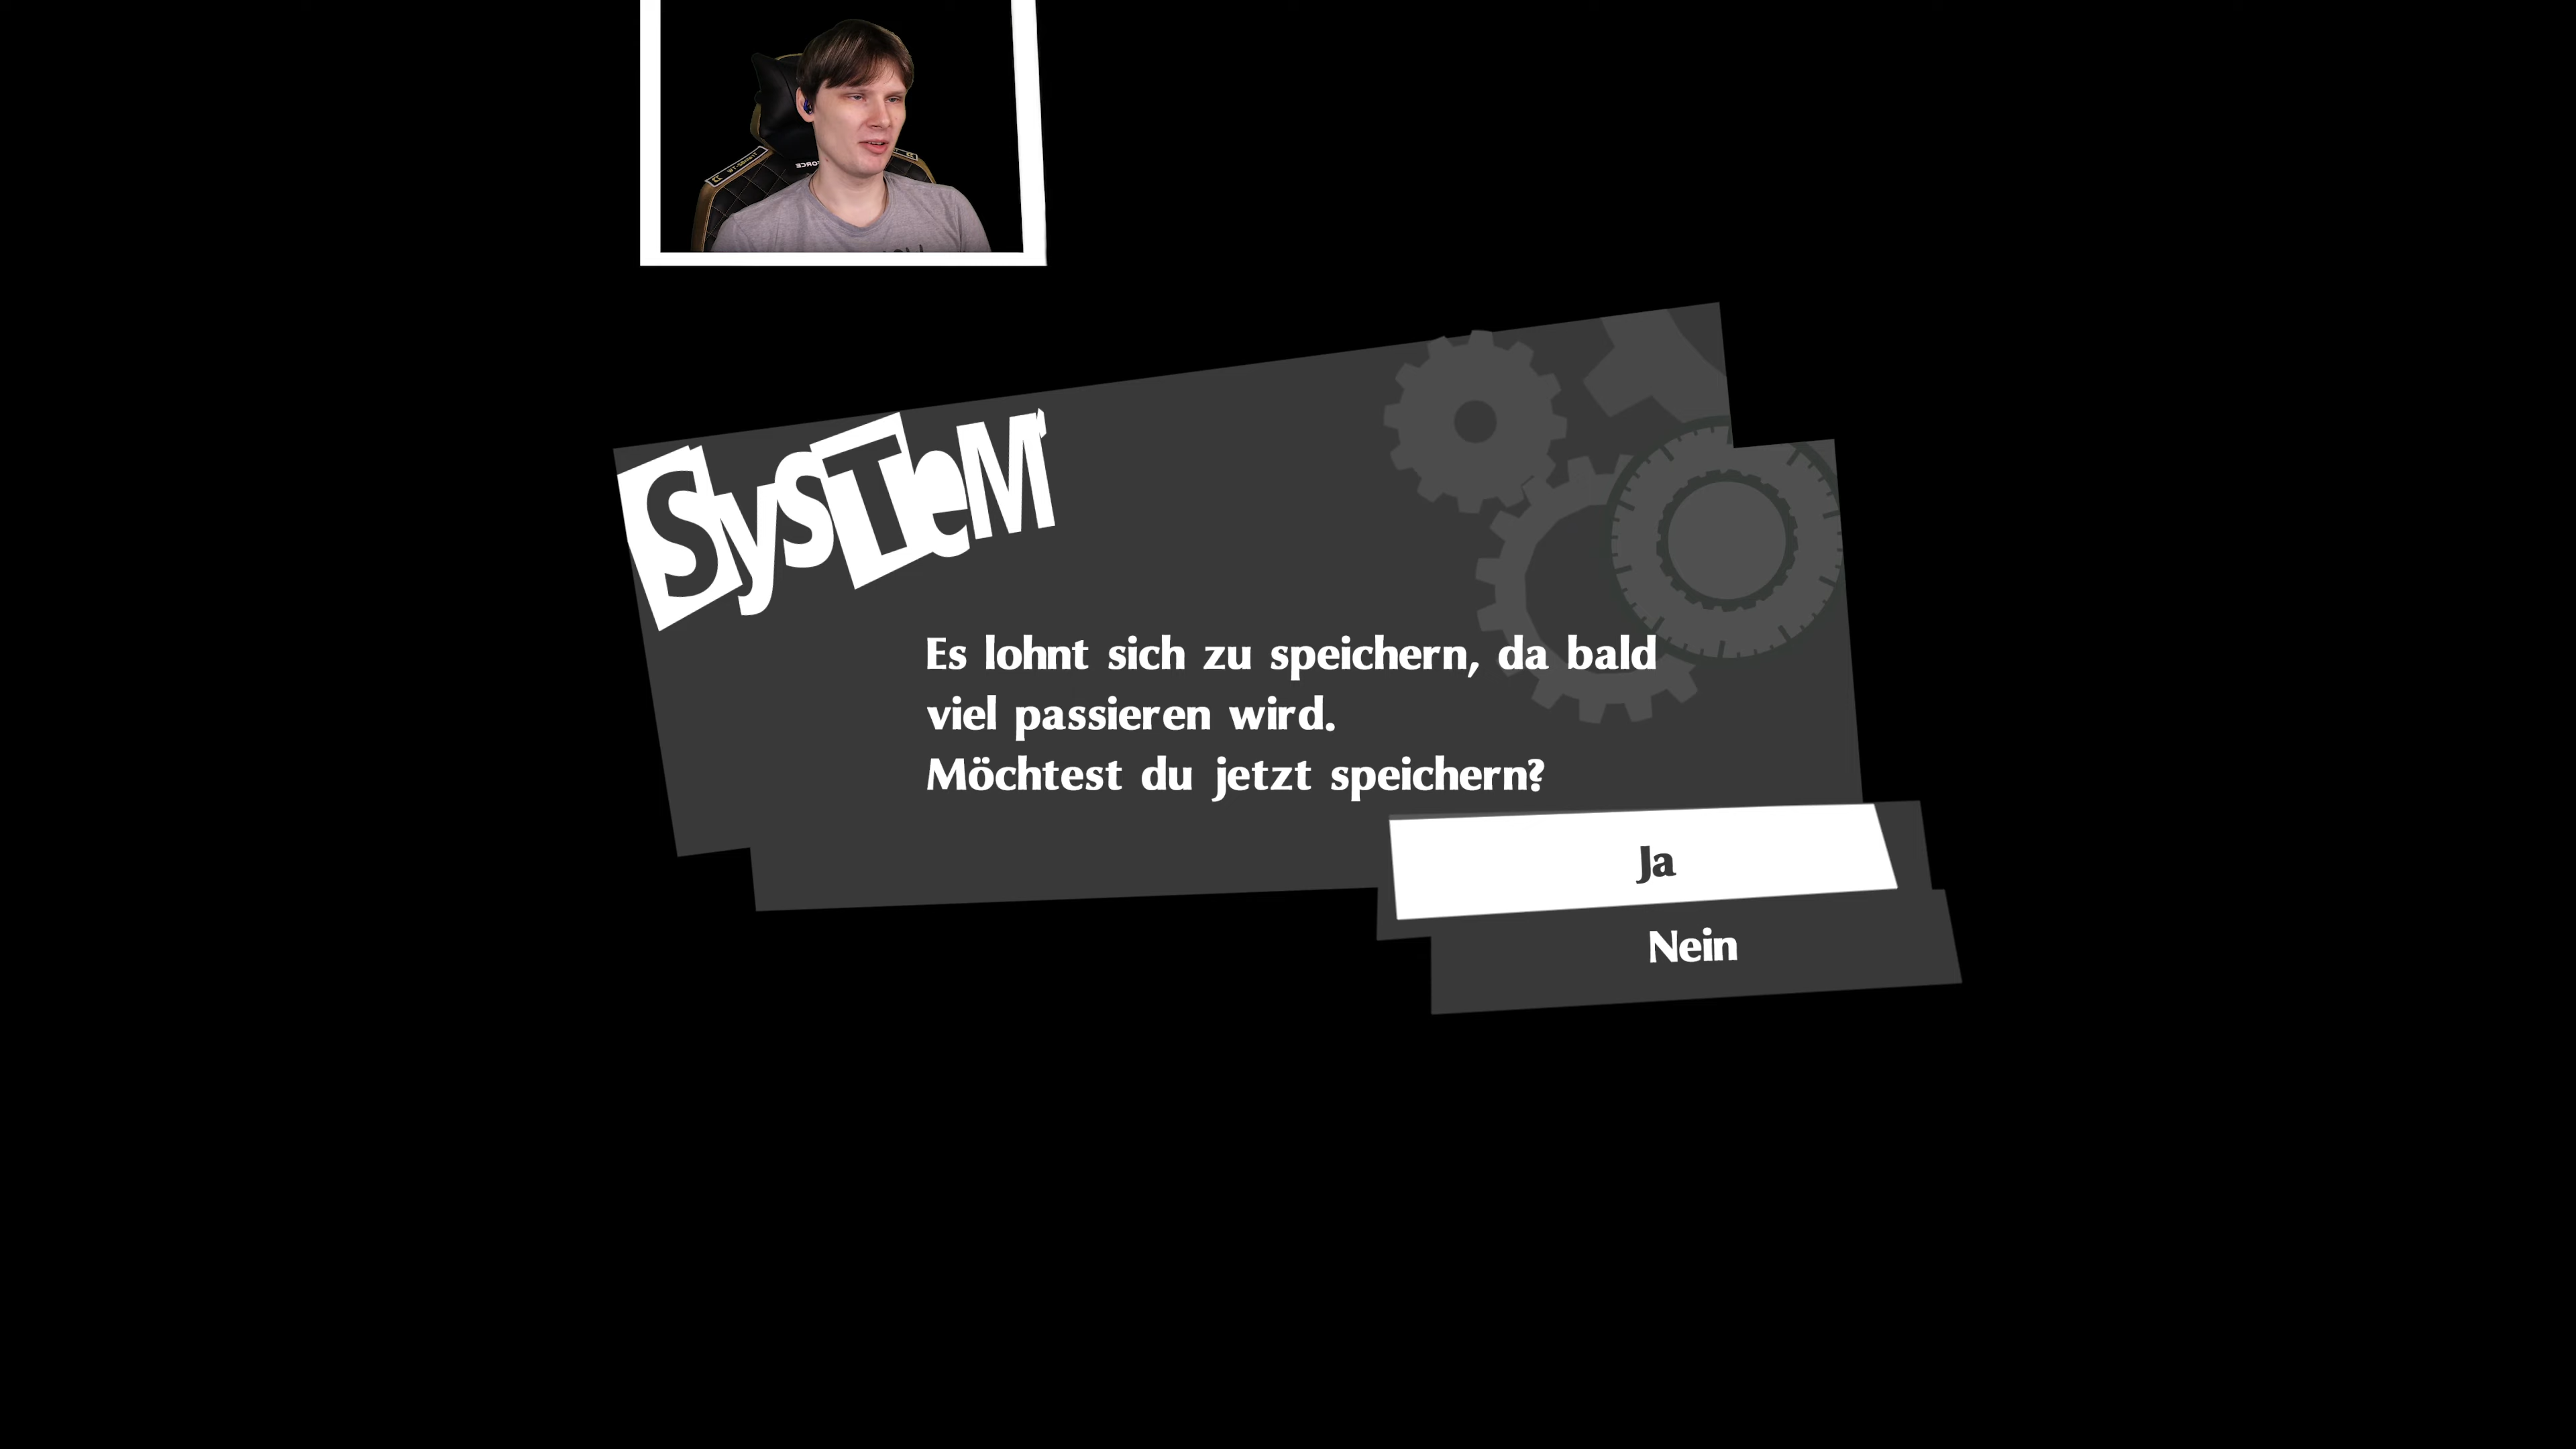 SysTeM
Es lohnt sich zu speichern, da bald
viel passieren wird.
Möchtest du jetzt speichern?
Ja
Nein